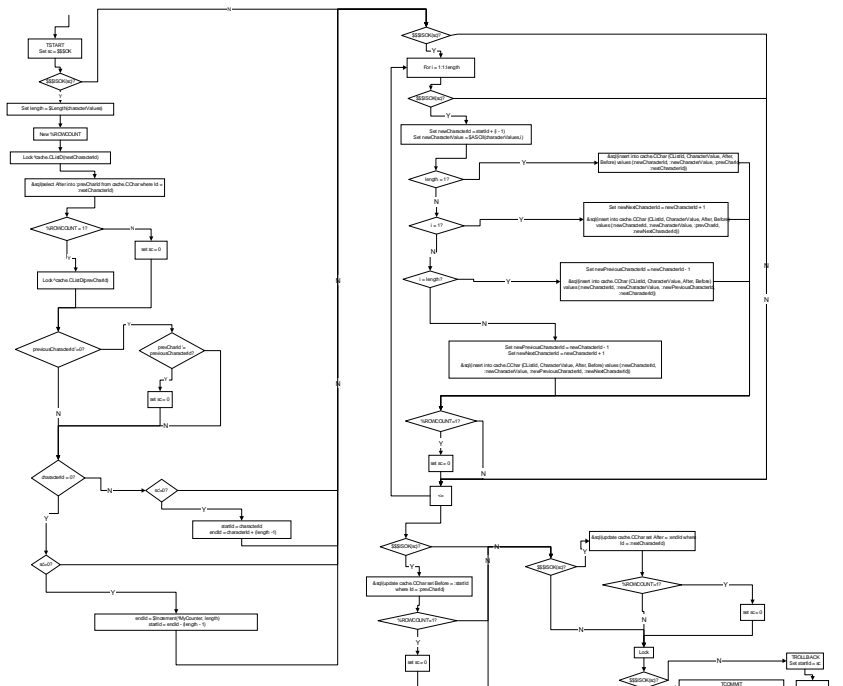 N
TSTART
Set sc = $$$OK
$$$ISOK(sc)?
Y
Set length = $Length(characterValues)
New %ROWCOUNT
Lock ^cache.CListD(nextCharacterId)
&sql(select After into :prevCharId from cache.CChar where Id =
:nextCharacterId)
%ROWCOUNT = 1?
N
set sc = 0
Y
Lock ^cache.CListD(prevCharId)
previousCharacterId '=0?
Y
prevCharId '=
previousCharacterId?
Y
set sc = 0
N
N
characterId = 0?
N
sc=0?
Y
startId = characterId
endId = characterId + (length -1)
Y
sc=0?
Y
endId = $Increment(^MyCounter, length)
startId = endId - (length - 1)
N
N
$$$ISOK(sc)?
Y
For i = 1:1:length
$$$ISOK(sc)?
Y
Set newCharacterId = startId + (i - 1)
Set newCharacterValue = $ASCII(characterValues,i)
length = 1?
Y
&sql(insert into cache.CChar (CListId, CharacterValue, After,
Before) values (:newCharacterId, :newCharacterValue, :prevCharId,
:nextCharacterId))
N
i = 1?
Y
Set newNextCharacterId = newCharacterId + 1
&sql(insert into cache.CChar (CListId, CharacterValue, After, Before)
values (:newCharacterId, :newCharacterValue, :prevCharId,
:newNextCharacterId))
N
i = length?
Y
Set newPreviousCharacterId = newCharacterId - 1
&sql(insert into cache.CChar (CListId, CharacterValue, After, Before)
values (:newCharacterId, :newCharacterValue, :newPreviousCharacterId,
:nextCharacterId))
N
N
N
Set newPreviousCharacterId = newCharacterId - 1
Set newNextCharacterId = newCharacterId + 1
&sql(insert into cache.CChar (CListId, CharacterValue, After, Before) values (:newCharacterId,
:newCharacterValue, :newPreviousCharacterId, :newNextCharacterId))
%ROWCOUNT=1?
Y
N
set sc = 0
<=
$$$ISOK(sc)?
N
Y
N
&sql(update cache.CChar set Before = :startId
where Id = :prevCharId)
%ROWCOUNT=1?
Y
set sc = 0
$$$ISOK(sc)?
Y
&sql(update cache.CChar set After = :endId where
Id = :nextCharacterId)
%ROWCOUNT=1?
Y
set sc = 0
N
N
Lock
$$$ISOK(sc)?
N
TROLLBACK
Set startId = sc
TCOMMIT